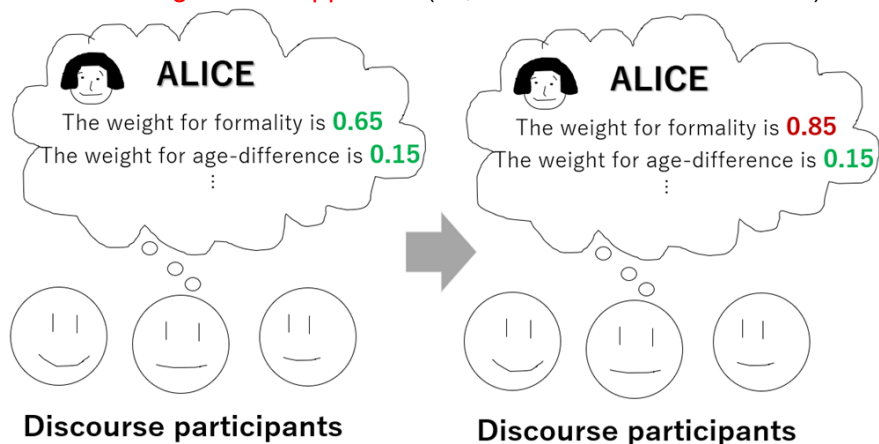 ALICE
The weight for formality is 0.65
The weight for age-difference is 0.15
⋮
Discourse participants
ALICE
The weight for formality is 0.85
The weight for age-difference is 0.15
⋮
Discourse participants